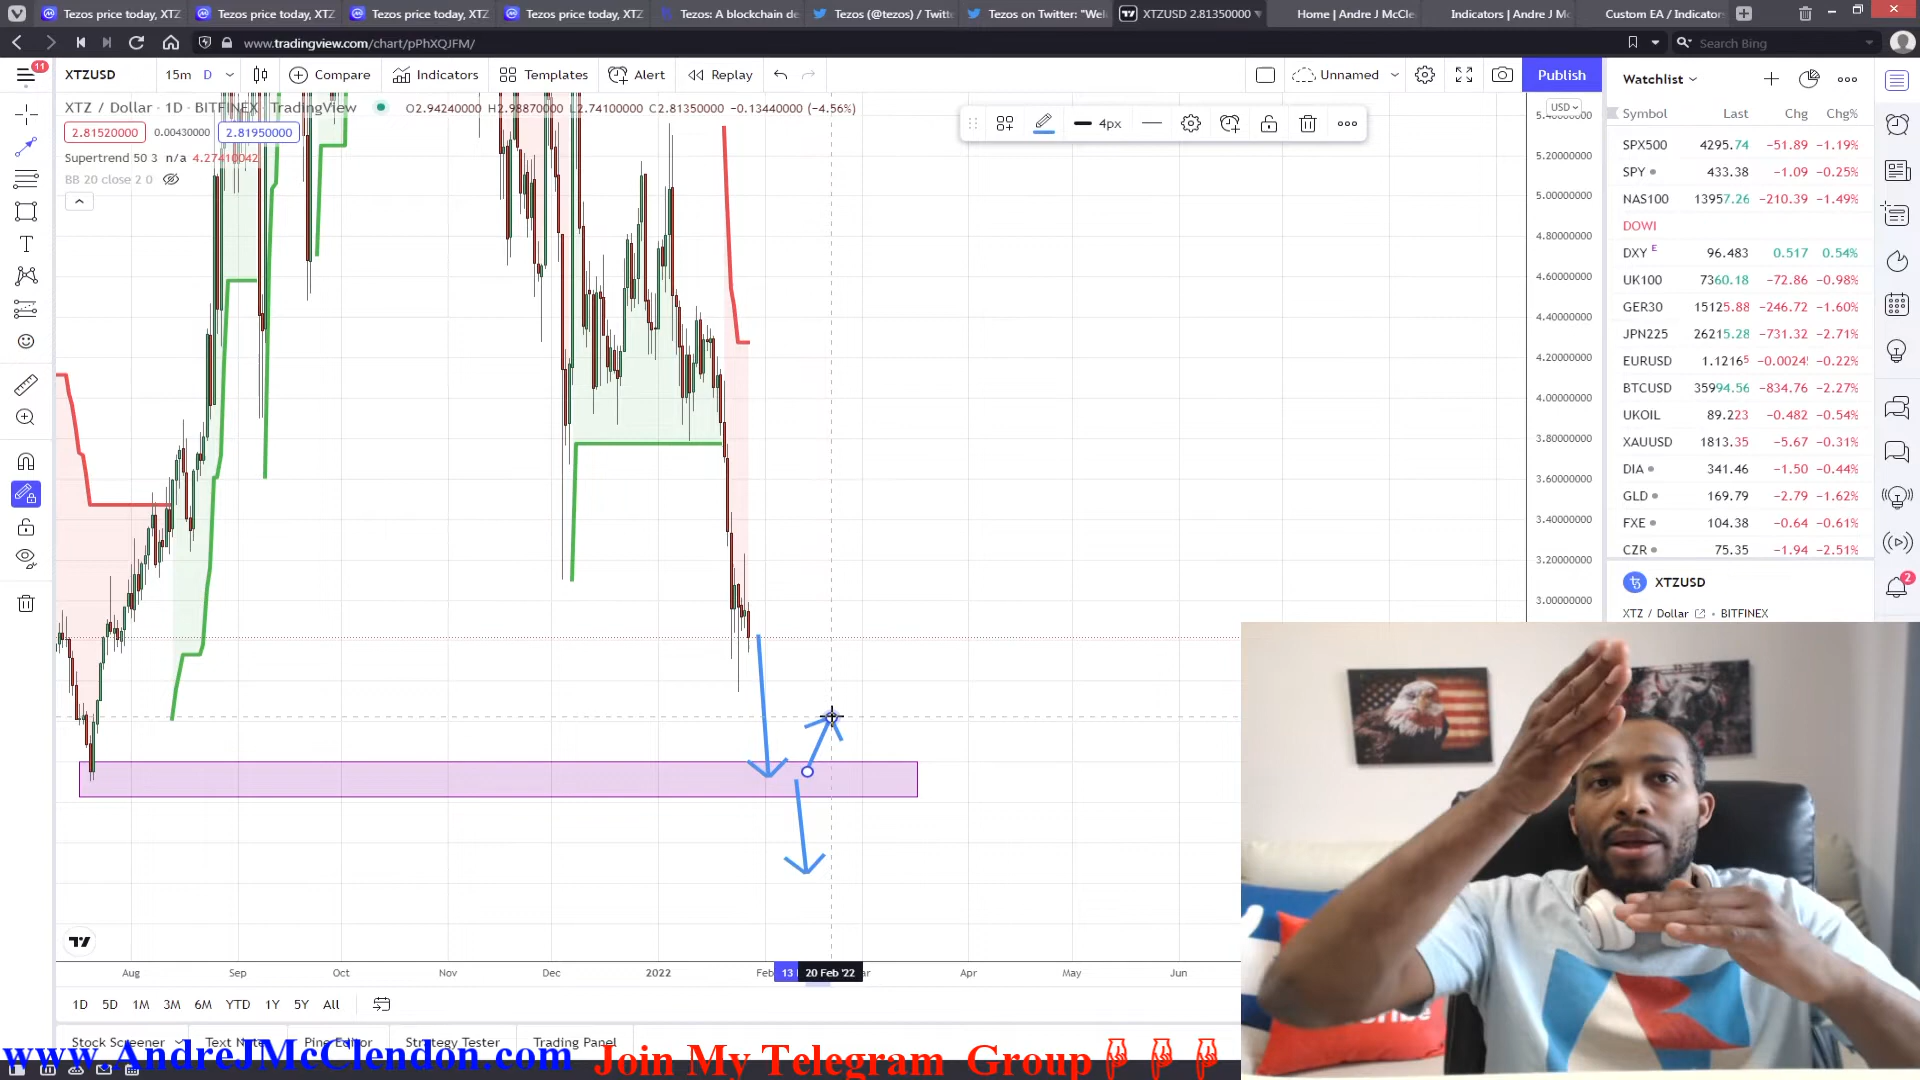 Tezos price today, XTZ
Tezos price today, XTZ
Tezos price today, XTZ
Tezos price today, XTZ
Tezos: A blockchain de
Tezos (@tezos) / Twitt
Tezos on Twitter: "Wel
XTZUSD 2.81350000
Home | Andre J McCle
Indicators | Andre J M
Custom EA / Indicators
www.tradingview.com/chart/pPhXQJFM/
Search Bing
11
XTZUSD
15m
D
Compare
Indicators
Templates
Alert
Replay
Unnamed
Publish
XTZ / Dollar · 1D · BITFINEX · TradingView
O2.94240000 H2.98870000 L2.74100000 C2.81350000 −0.13440000 (−4.56%)
2.81520000
0.00430000
2.81950000
Supertrend 50 3 n/a 4.27410042
BB 20 close 2 0
4px
USD
5.40000000
5.20000000
5.00000000
4.80000000
4.60000000
4.40000000
4.20000000
4.00000000
3.80000000
3.60000000
3.40000000
3.20000000
3.00000000
Watchlist
Symbol Last Chg Chg%
SPX500 4295.74 −51.89 −1.19%
SPY 433.38 −1.09 −0.25%
NAS100 13957.26 −210.39 −1.49%
DOWI
DXY E 96.483 0.517 0.54%
UK100 7360.18 −72.86 −0.98%
GER30 15125.88 −246.72 −1.60%
JPN225 26215.28 −731.32 −2.71%
EURUSD 1.12165 −0.00245 −0.22%
BTCUSD 35994.56 −834.76 −2.27%
UKOIL 89.223 −0.482 −0.54%
XAUUSD 1813.35 −5.67 −0.31%
DIA 341.46 −1.50 −0.44%
GLD 169.79 −2.79 −1.62%
FXE 104.38 −0.64 −0.61%
CZR 75.35 −1.94 −2.51%
2
XTZUSD
XTZ / Dollar · BITFINEX
Aug Sep Oct Nov Dec 2022 Feb 13 20 Feb '22 ar Apr May Jun
1D 5D 1M 3M 6M YTD 1Y 5Y All
Stock Screener
Pine Editor
Strategy Tester
Trading Panel
www.AndreJMcClendon.com
Join My Telegram Group